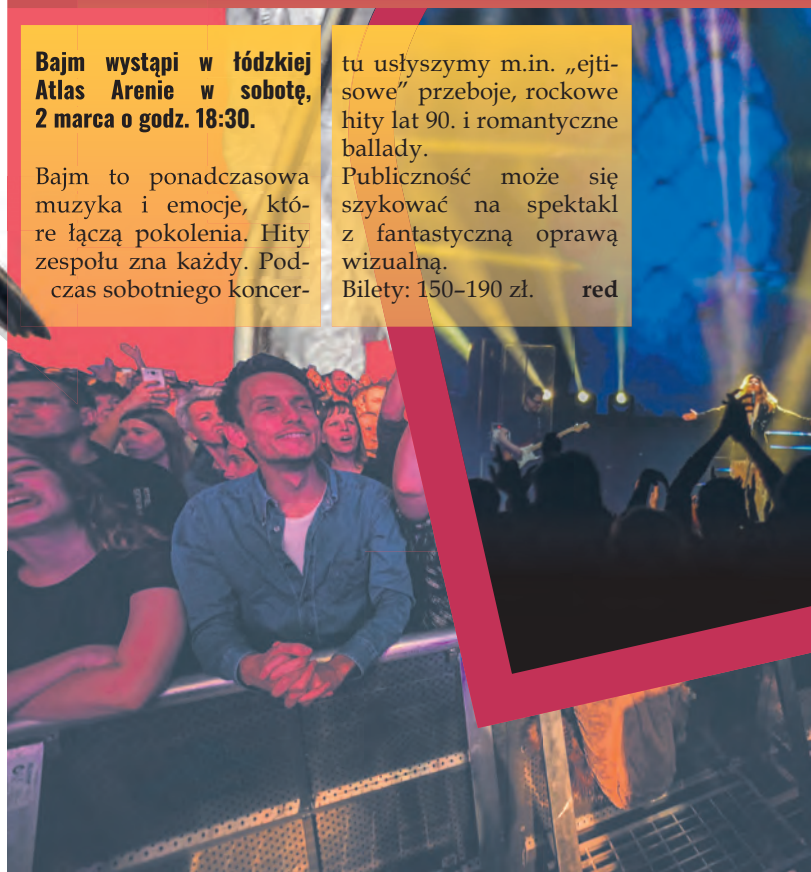 Bajm wystąpi w łódzkiej
Atlas Arenie w sobotę,
2 marca o godz. 18:30.
Bajm to ponadczasowa
muzyka i emocje, któ-
re łączą pokolenia. Hity
zespołu zna każdy. Pod-
czas sobotniego koncer-
tu usłyszymy m.in. „ejti-
sowe” przeboje, rockowe
hity lat 90. i romantyczne
ballady.
Publiczność może się
szykować na spektakl
z fantastyczną oprawą
wizualną.
Bilety: 150–190 zł. red